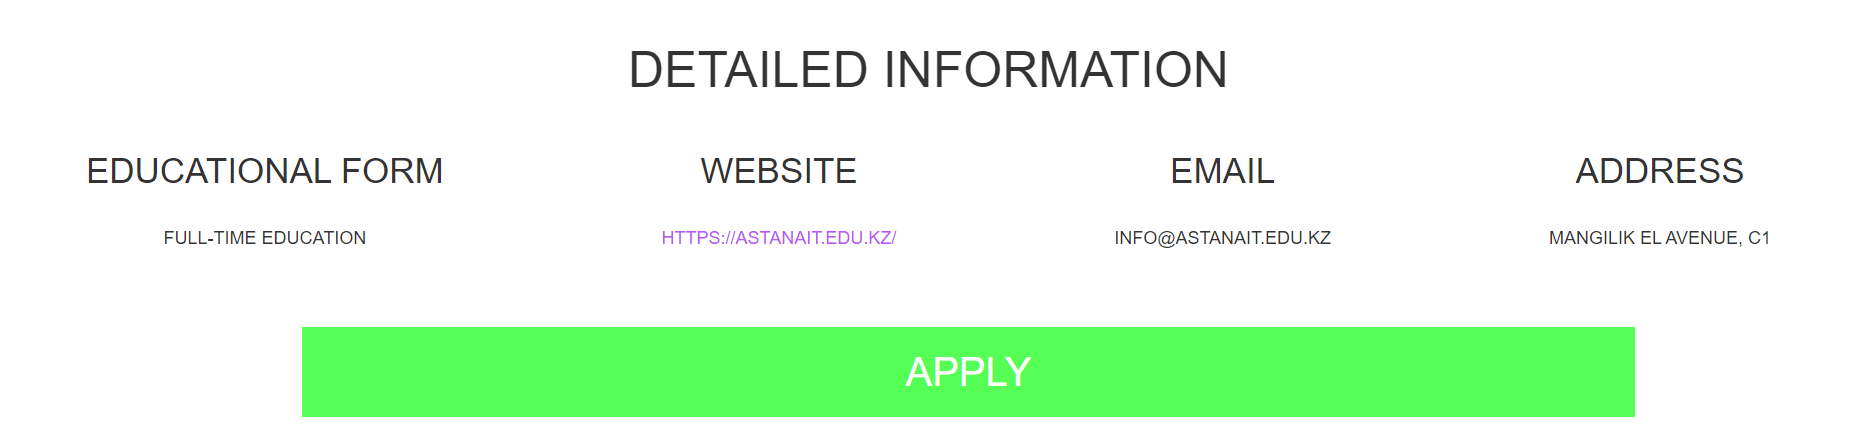 DETAILED INFORMATION
EDUCATIONAL FORM
FULL-TIME EDUCATION
WEBSITE
HTTPS://ASTANAIT.EDU.KZ/
EMAIL
INFO@ASTANAIT.EDU.KZ
ADDRESS
MANGILIK EL AVENUE, C1
APPLY